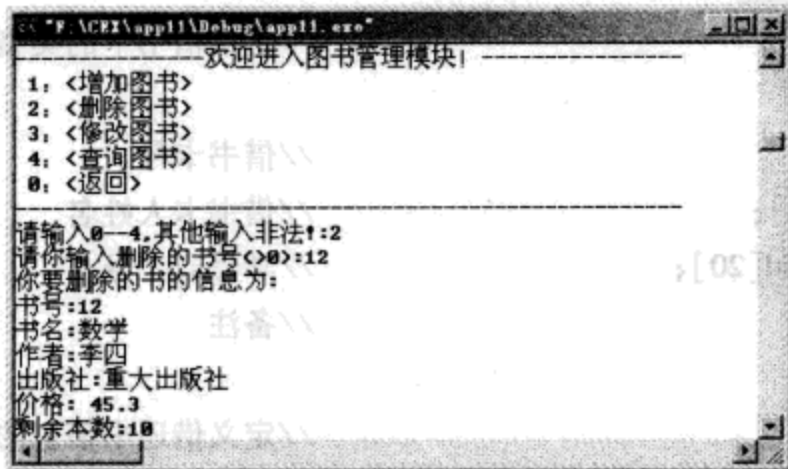 "F:\CRX\app11\Debug\app11.exe"
------------------欢迎进入图书管理模块! ------------------
1: <增加图书>
2: <删除图书>
3: <修改图书>
4: <查询图书>
0: <返回>
------------------------------------------------------------
请输入0--4,其他输入非法!:2
请你输入删除的书号<>0>:12
你要删除的书的信息为:
书号:12
书名:数学
作者:李四
出版社:重大出版社
价格: 45.3
剩余本数:10